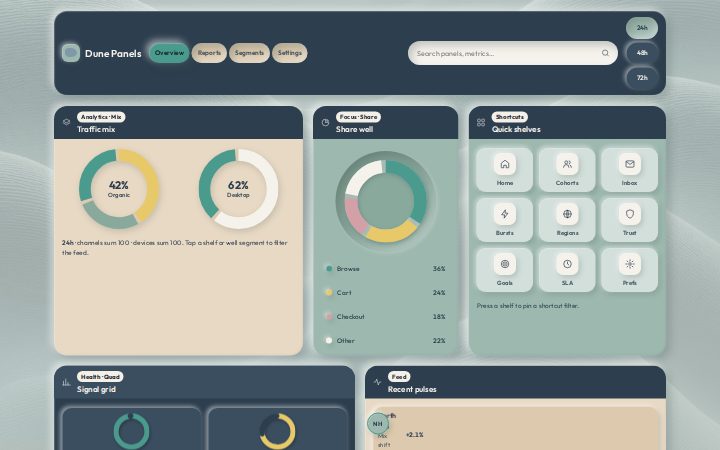 Dune Panels
Overview
Reports
Segments
Settings
Search panels, metrics...
24h
48h
72h
Analytics · Mix
Traffic mix
42%
Organic
62%
Desktop
24h · channels sum 100 · devices sum 100. Tap a shelf or well segment to filter
the feed.
Focus · Share
Share well
Browse 36%
Cart 24%
Checkout 18%
Other 22%
Shortcuts
Quick shelves
Home
Cohorts
Inbox
Bursts
Regions
Trust
Goals
SLA
Prefs
Press a shelf to pin a shortcut filter.
Health · Quad
Signal grid
Feed
Recent pulses
NH
Mix
shift
+2.1%